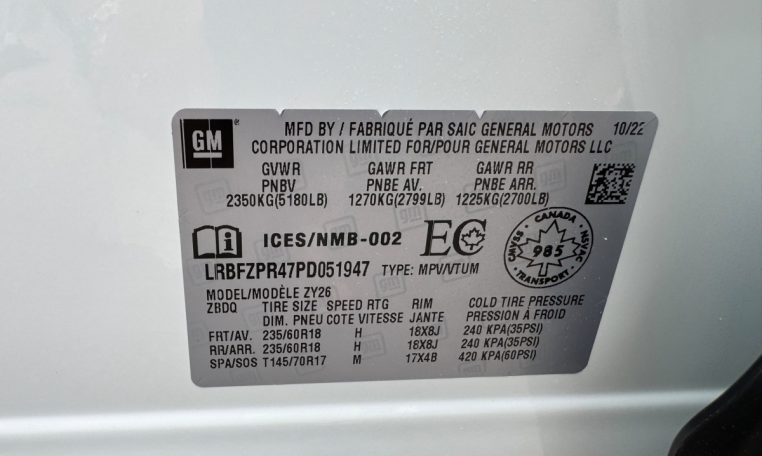 GM ® MFD BY / FABRIQUÉ PAR SAIC GENERAL MOTORS 10/22
CORPORATION LIMITED FOR/POUR GENERAL MOTORS LLC
GVWR GAWR FRT GAWR RR
PNBV PNBE AV. PNBE ARR.
2350KG(5180LB) 1270KG(2799LB) 1225KG(2700LB)
i ICES/NMB-002 EC
CANADA
CMVSS 985 NSVAC
TRANSPORT
LRBFZPR47PD051947 TYPE: MPV/VTUM
MODEL/MODÈLE ZY26
ZBDQ TIRE SIZE SPEED RTG RIM COLD TIRE PRESSURE
DIM. PNEU COTE VITESSE JANTE PRESSION À FROID
FRT/AV. 235/60R18 H 18X8J 240 KPA(35PSI)
RR/ARR. 235/60R18 H 18X8J 240 KPA(35PSI)
SPA/SOS T145/70R17 M 17X4B 420 KPA(60PSI)